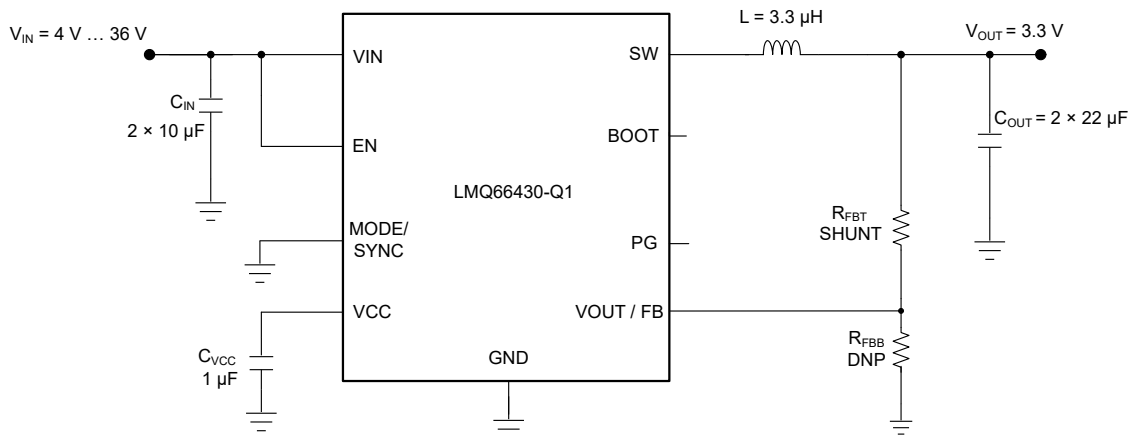 L = 3.3 µH
V_IN = 4 V … 36 V
V_OUT = 3.3 V
VIN
SW
C_IN
2 × 10 µF
C_OUT = 2 × 22 µF
BOOT
EN
LMQ66430-Q1
R_FBT
SHUNT
MODE/
SYNC
PG
VCC
VOUT / FB
C_VCC
1 µF
GND
R_FBB
DNP